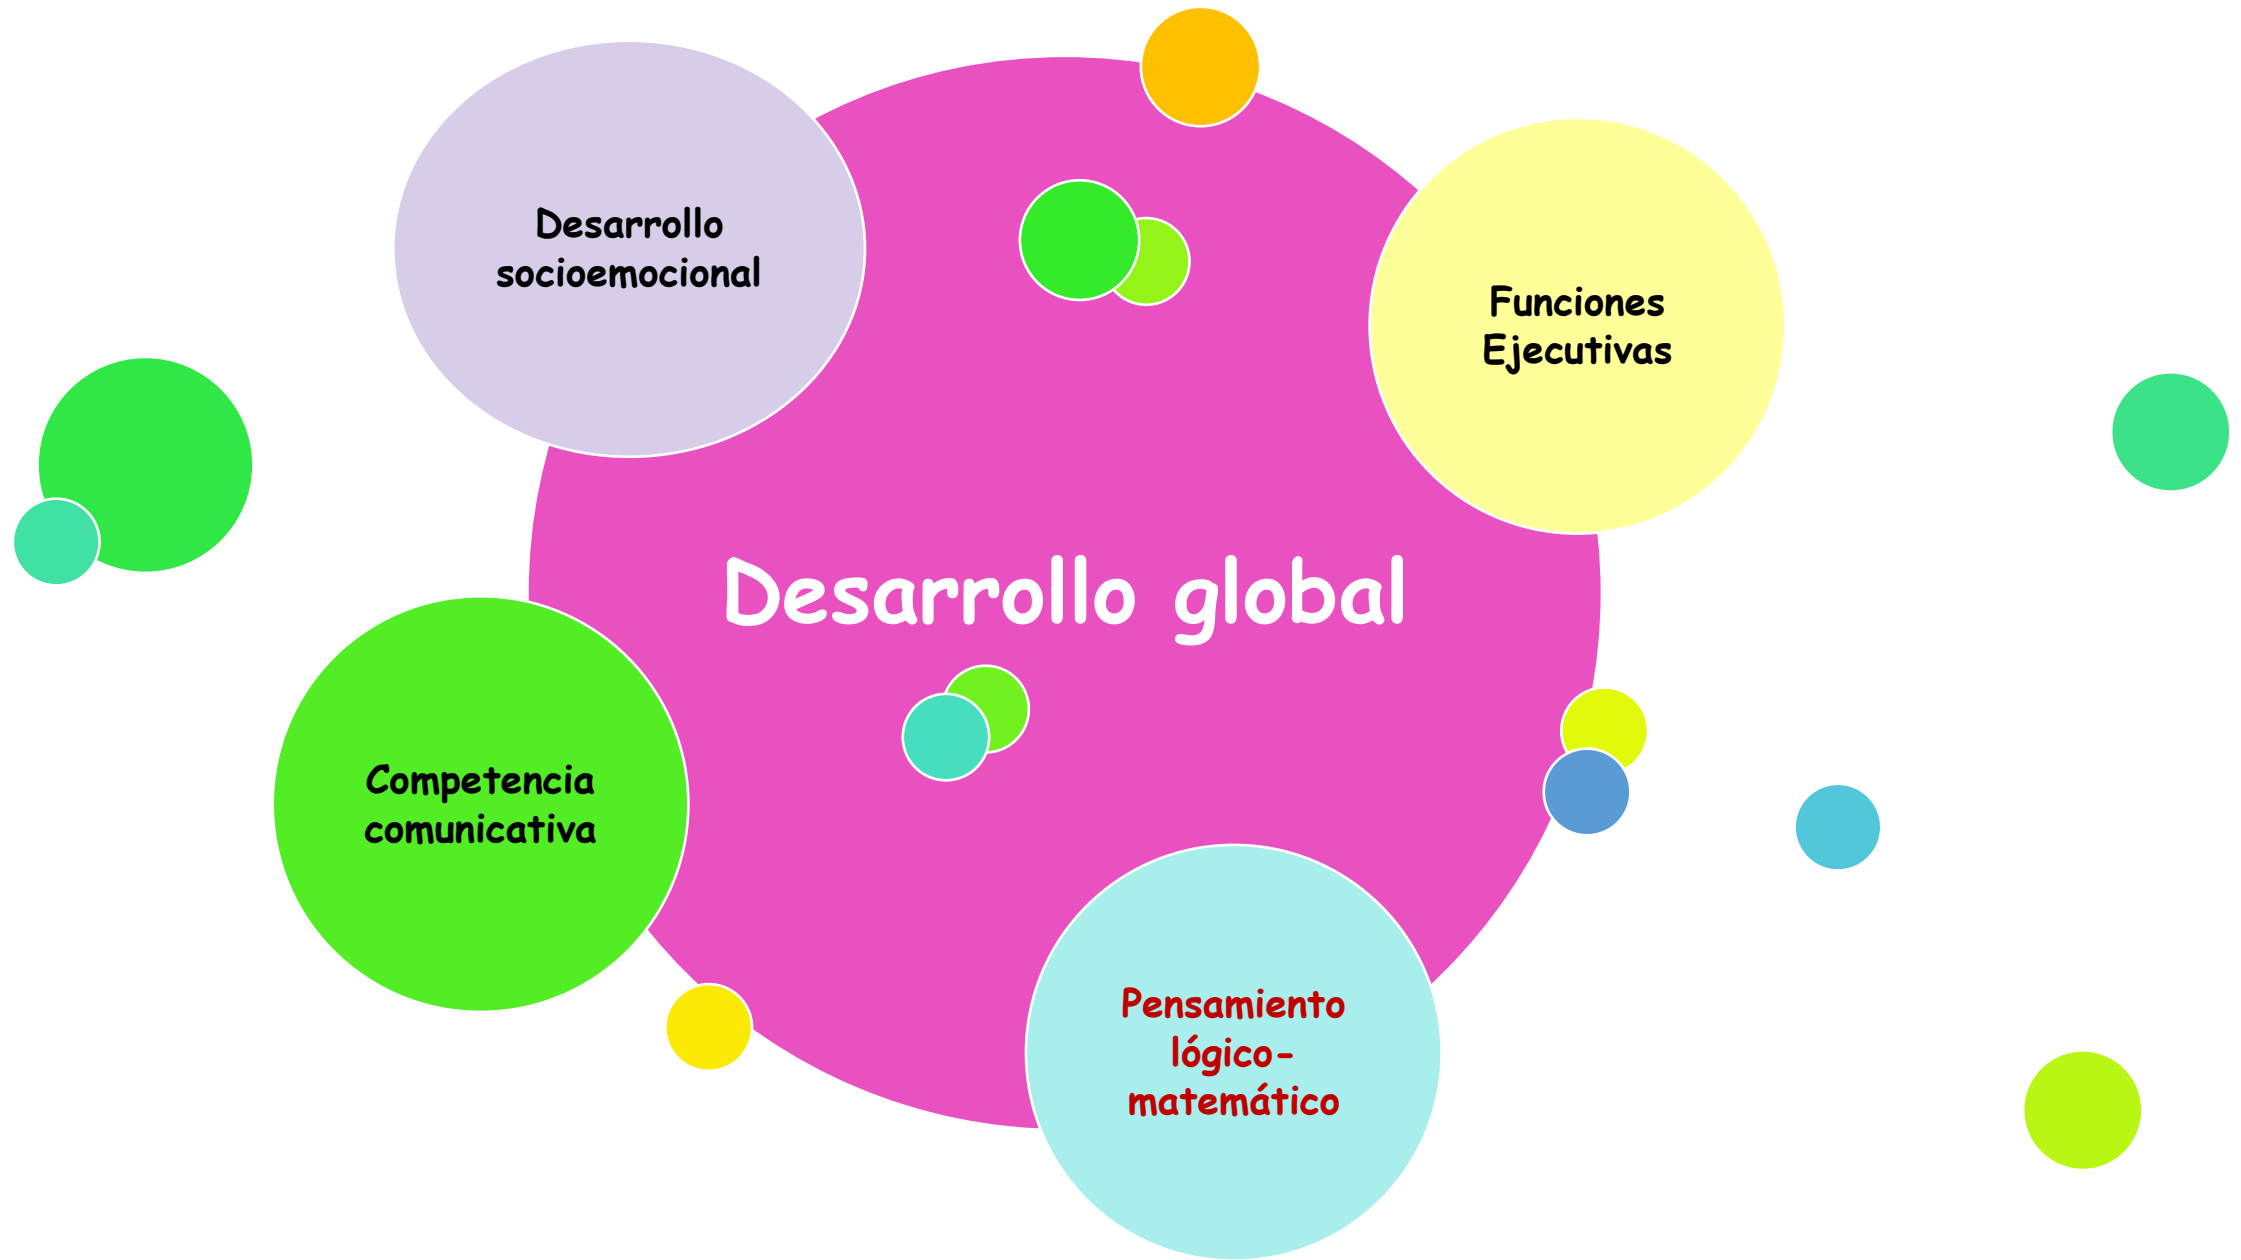 Desarrollo
socioemocional
Funciones
Ejecutivas
Desarrollo global
Competencia
comunicativa
Pensamiento
lógico-
matemático